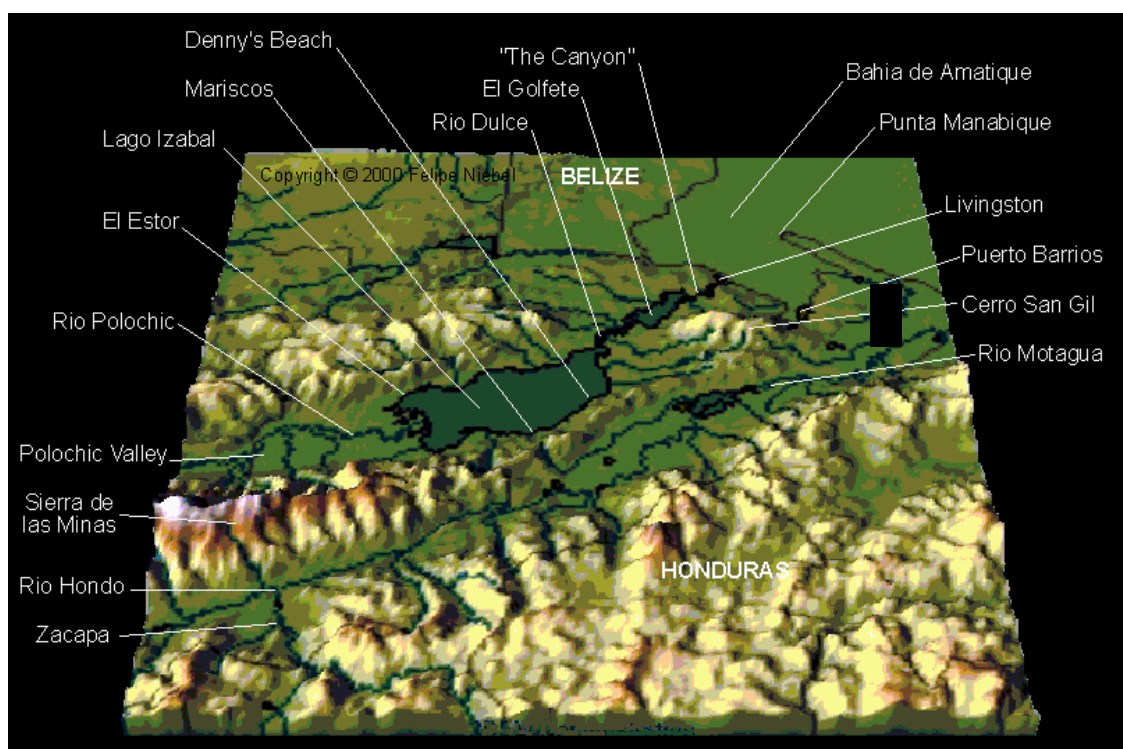 Denny's Beach
"The Canyon"
Mariscos
El Golfete
Bahia de Amatique
Lago Izabal
Rio Dulce
Punta Manabique
Copyright © 2000 Felipe Niebel
BELIZE
El Estor
Livingston
Puerto Barrios
Rio Polochic
Cerro San Gil
Rio Motagua
Polochic Valley
Sierra de
las Minas
HONDURAS
Rio Hondo
Zacapa